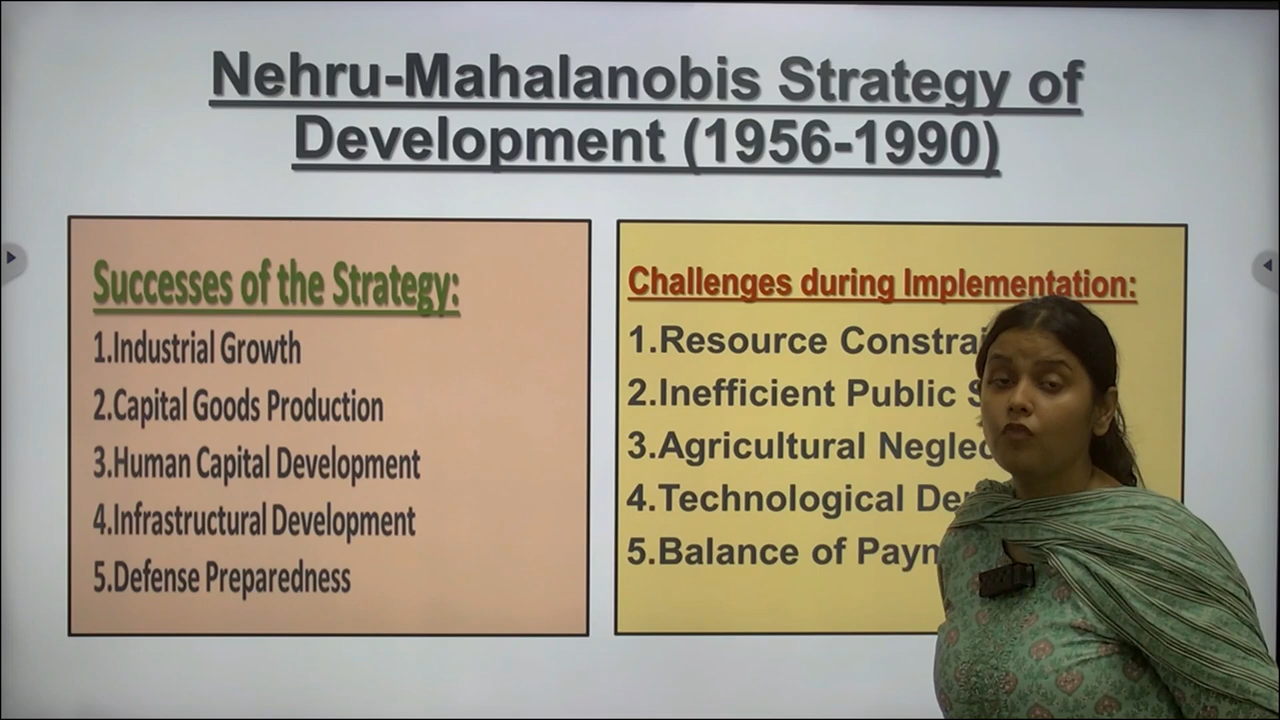 Nehru-Mahalanobis Strategy of
Development (1956-1990)
Successes of the Strategy:
1.Industrial Growth
2.Capital Goods Production
3.Human Capital Development
4.Infrastructural Development
5.Defense Preparedness
Challenges during Implementation:
1.Resource
2.Inefficient Public
3.Agricultural
4.Technological
5.Balance of